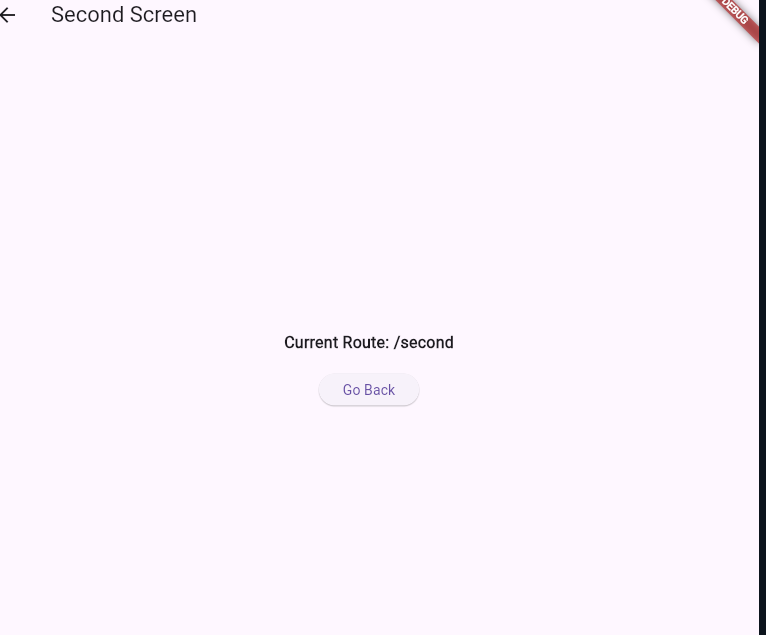 Second Screen
DEBUG
Current Route: /second
Go Back